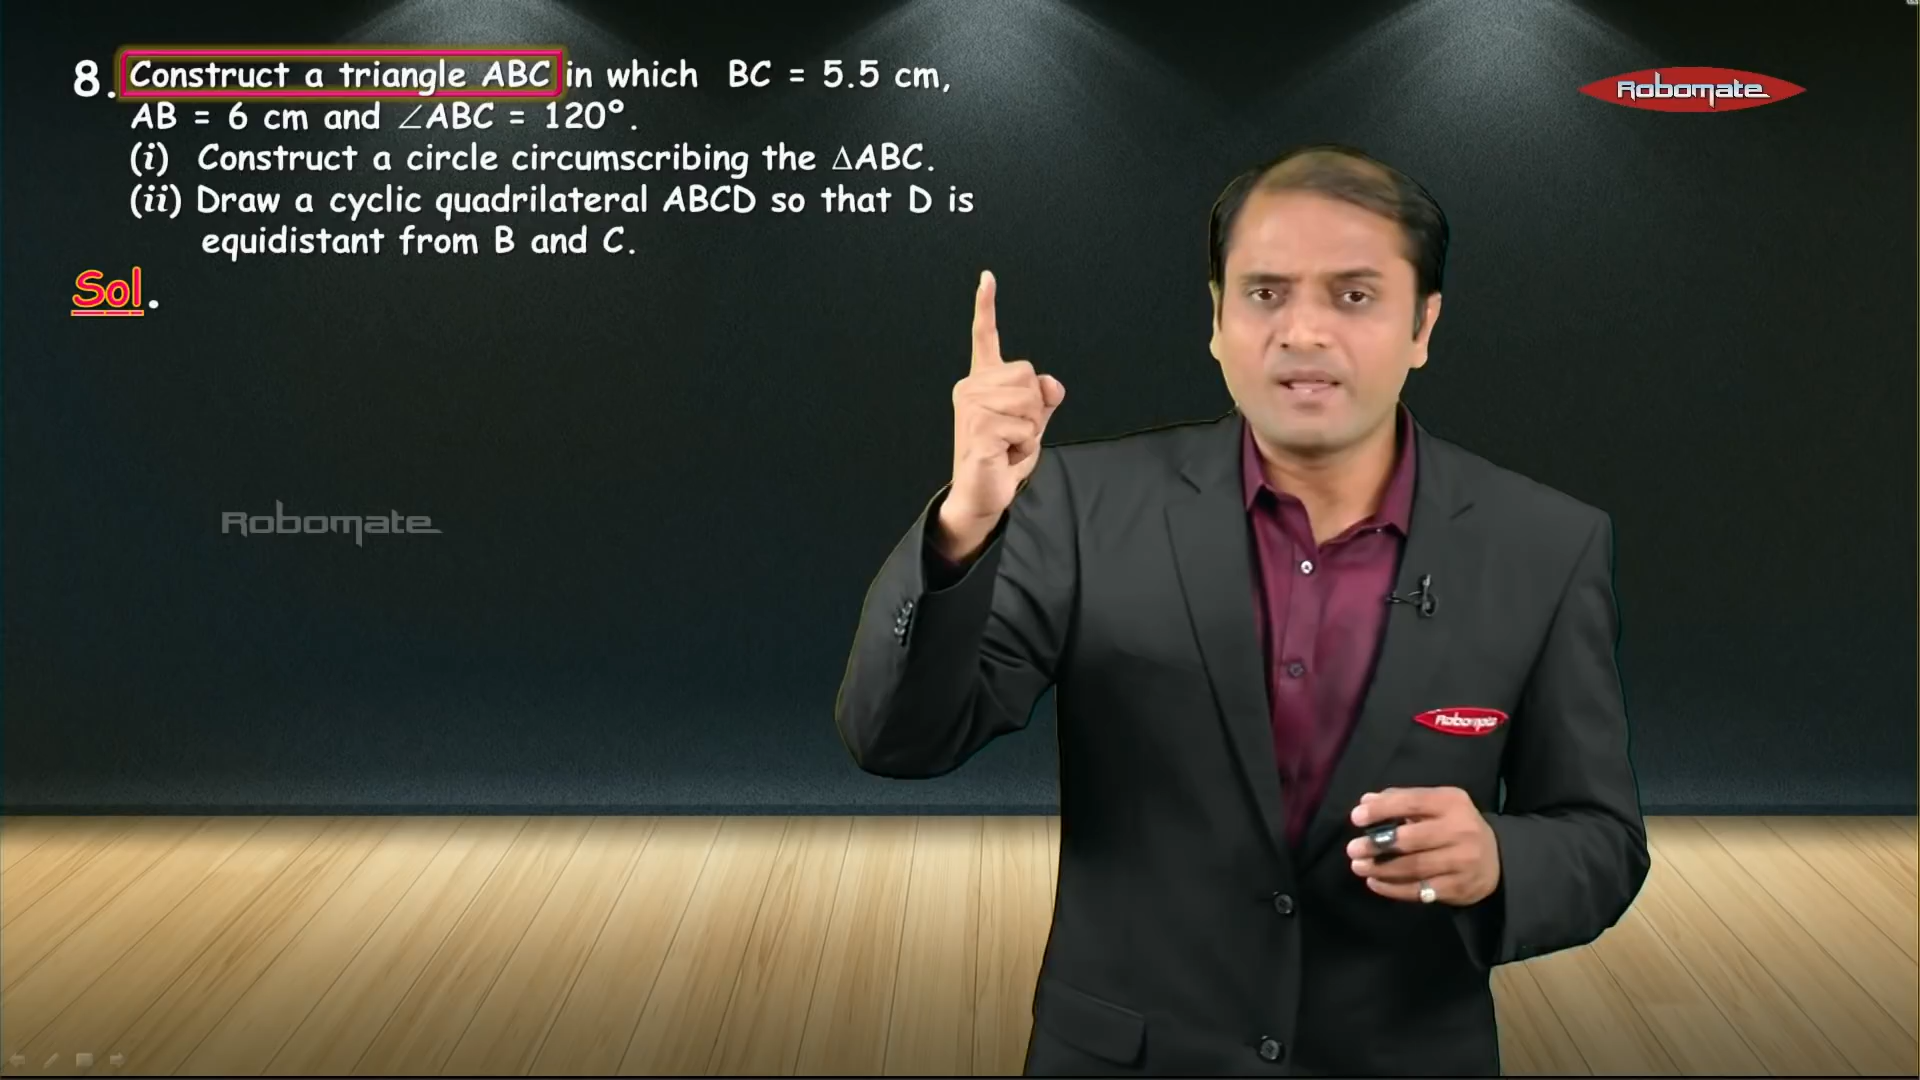 8. Construct a triangle ABC in which BC = 5.5 cm,
AB = 6 cm and ∠ABC = 120°.
(i) Construct a circle circumscribing the ΔABC.
(ii) Draw a cyclic quadrilateral ABCD so that D is
equidistant from B and C.
Sol.
Robomate
Robomate
Robomate